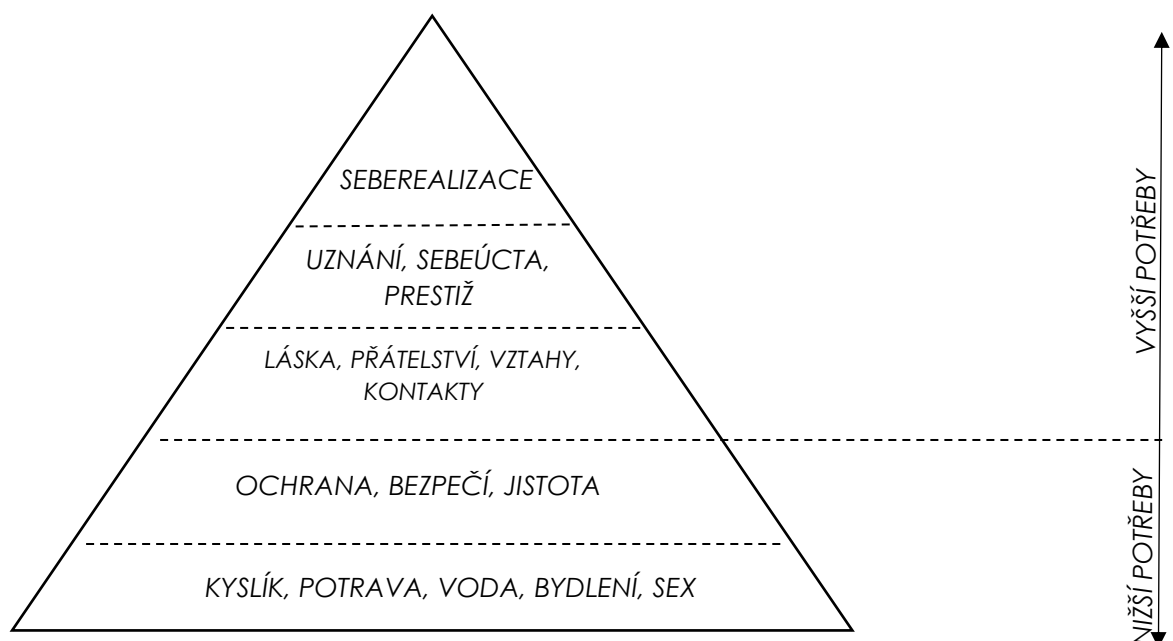 SEBEREALIZACE
UZNÁNÍ, SEBEÚCTA,
PRESTIŽ
LÁSKA, PŘÁTELSTVÍ, VZTAHY,
KONTAKTY
OCHRANA, BEZPEČÍ, JISTOTA
KYSLÍK, POTRAVA, VODA, BYDLENÍ, SEX
VYŠŠÍ POTŘEBY
NIŽŠÍ POTŘEBY